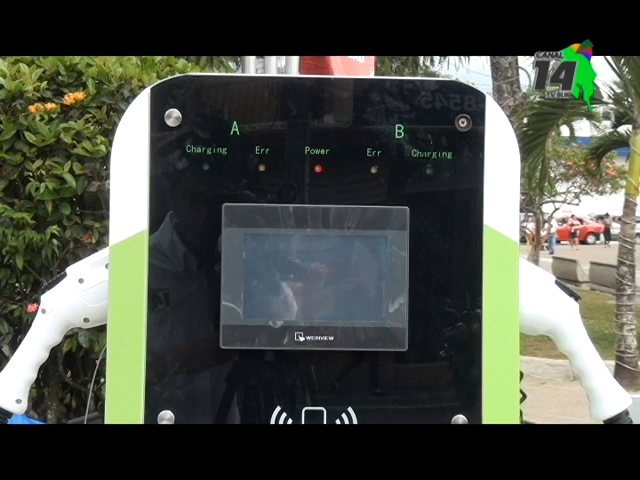 CANAL
14
A
B
Charging Err Power Err Charging
WEINVIEW